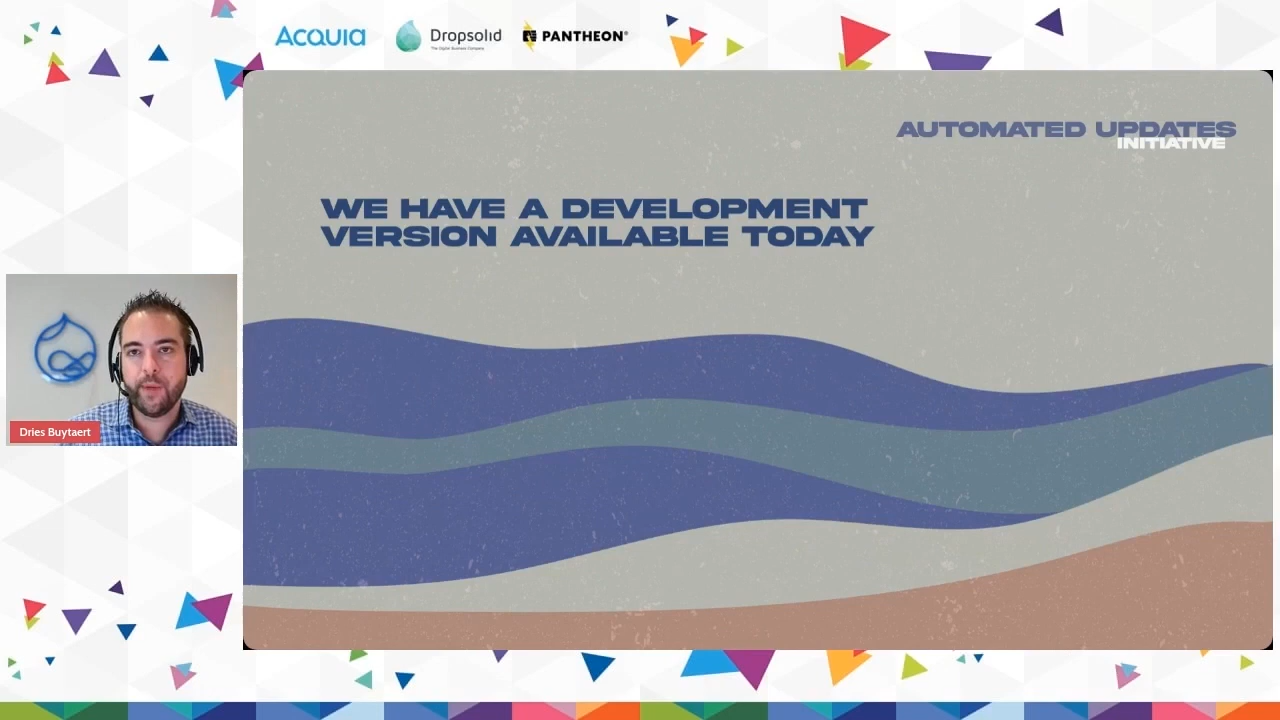 ACQUIA
Dropsolid
The Digital Business Company
PANTHEON®
AUTOMATED UPDATES
INITIATIVE
WE HAVE A DEVELOPMENT
VERSION AVAILABLE TODAY
Dries Buytaert